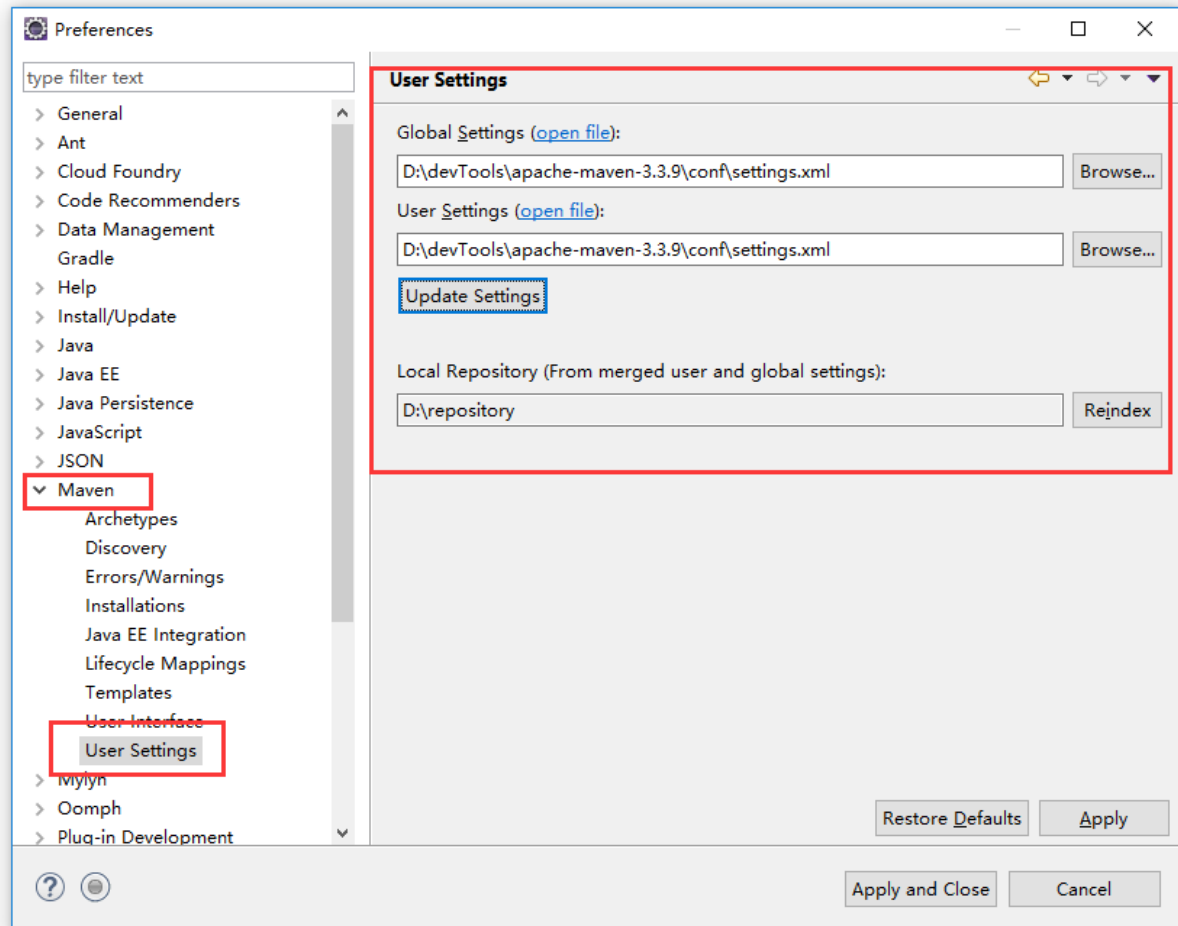 Preferences
type filter text
General
Ant
Cloud Foundry
Code Recommenders
Data Management
Gradle
Help
Install/Update
Java
Java EE
Java Persistence
JavaScript
JSON
Maven
Archetypes
Discovery
Errors/Warnings
Installations
Java EE Integration
Lifecycle Mappings
Templates
User Interface
User Settings
Mylyn
Oomph
Plug-in Development
User Settings
Global Settings (open file):
D:\devTools\apache-maven-3.3.9\conf\settings.xml Browse...
User Settings (open file):
D:\devTools\apache-maven-3.3.9\conf\settings.xml Browse...
Update Settings
Local Repository (From merged user and global settings):
D:\repository Reindex
Restore Defaults Apply
? Apply and Close Cancel